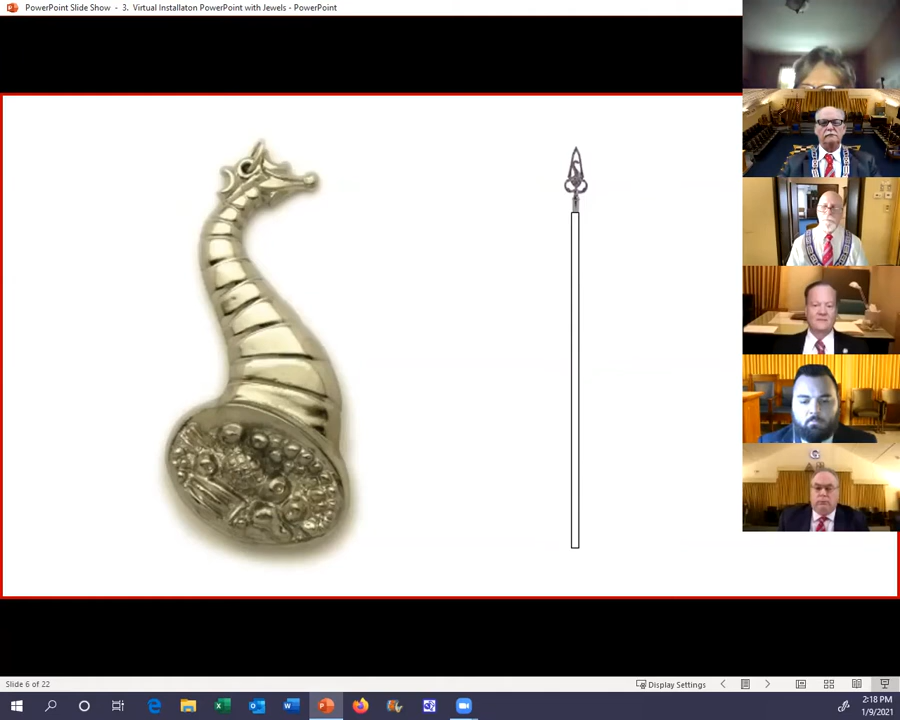 PowerPoint Slide Show - 3. Virtual Installaton PowerPoint with Jewels - PowerPoint
Slide 6 of 22
Display Settings
2:18 PM
1/9/2021